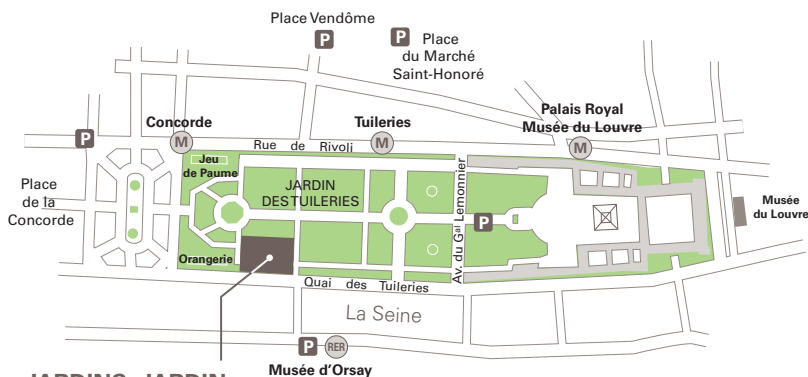 Place Vendôme
P
P
Place
du Marché
Saint-Honoré
Palais Royal
Musée du Louvre
Concorde
Tuileries
P
M
M
M
Rue de Rivoli
Jeu
de Paume
JARDIN
DES TUILERIES
Place
de la
Concorde
Av. du Gal Lemonnier
P
Musée
du Louvre
Orangerie
Quai des Tuileries
La Seine
P
RER
Musée d'Orsay